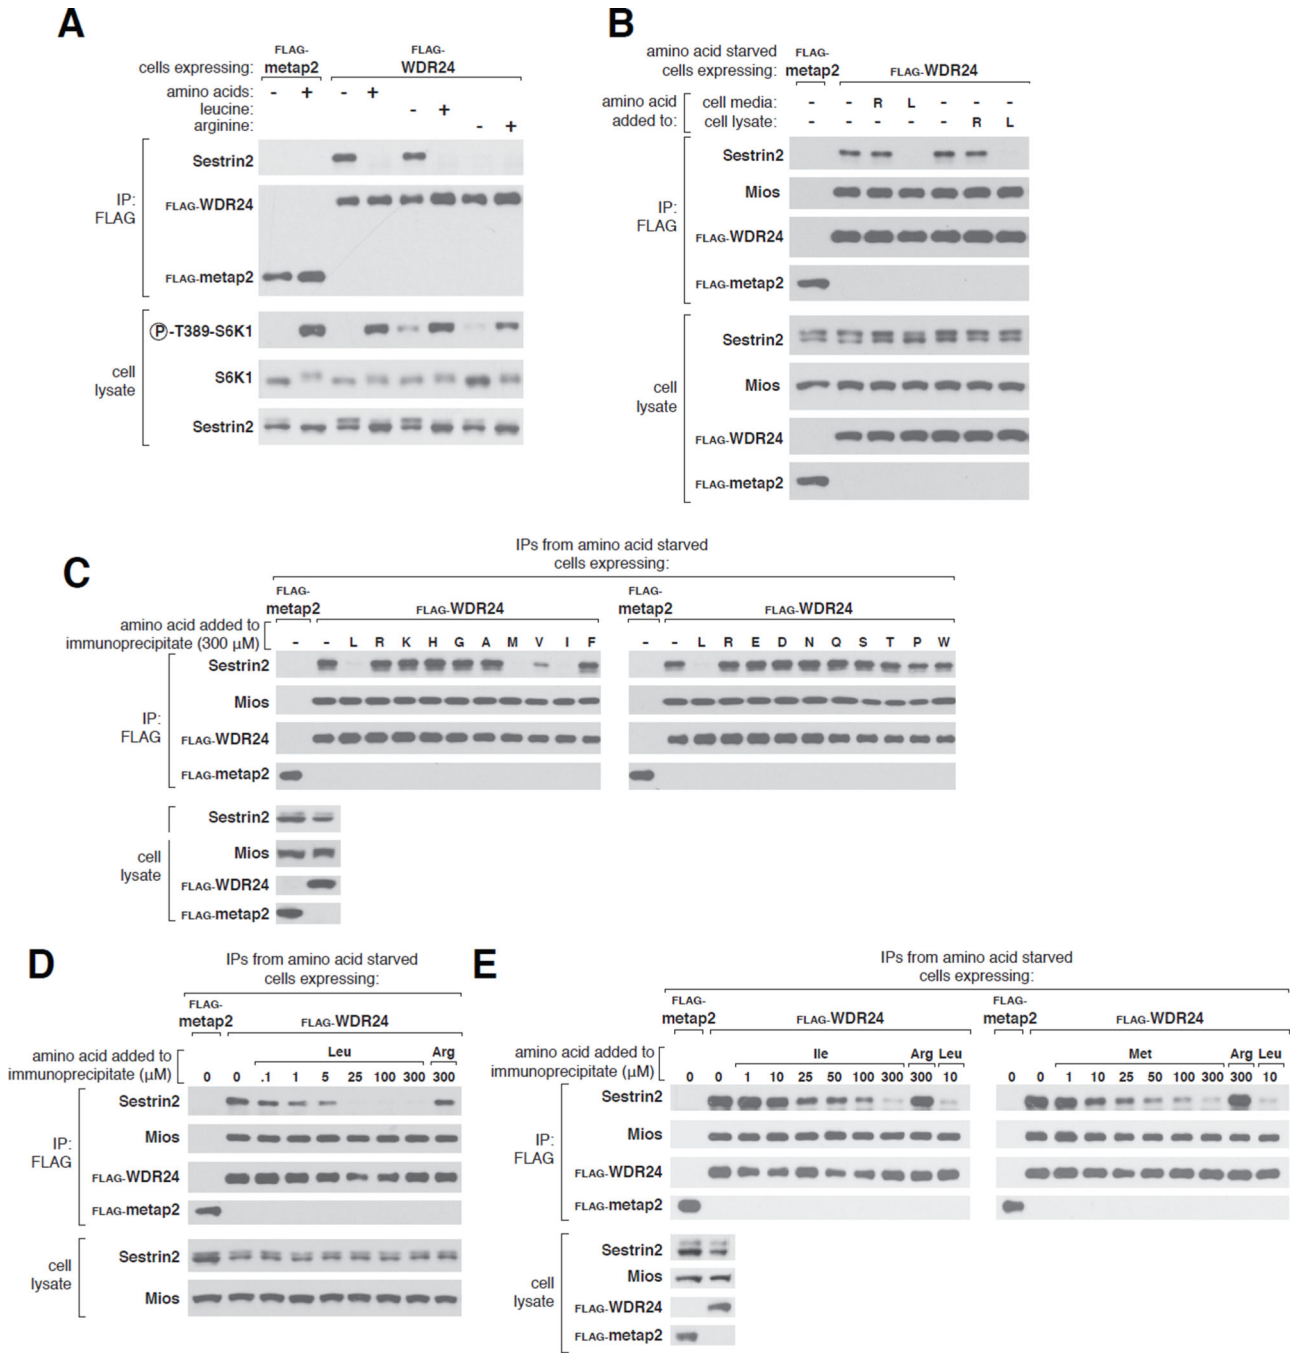 A
FLAG-
cells expressing: metap2 WDR24
amino acids: - + - +
leucine: - +
arginine: - +
Sestrin2
IP:
FLAG
FLAG-WDR24
FLAG-metap2
P-T389-S6K1
cell
lysate
S6K1
Sestrin2
B
amino acid starved
cells expressing:
FLAG-
metap2 FLAG-WDR24
amino acid
added to:
cell media: - - R L - - -
cell lysate: - - - - - R L
Sestrin2
Mios
IP:
FLAG
FLAG-WDR24
FLAG-metap2
Sestrin2
cell
lysate
Mios
FLAG-WDR24
FLAG-metap2
C
IPs from amino acid starved
cells expressing:
FLAG-
metap2 FLAG-WDR24
FLAG-
metap2 FLAG-WDR24
amino acid added to
immunoprecipitate (300 µM)
- - L R K H G A M V I F
- - L R E D N Q S T P W
Sestrin2
Mios
IP:
FLAG
FLAG-WDR24
FLAG-metap2
Sestrin2
cell
lysate
Mios
FLAG-WDR24
FLAG-metap2
D
IPs from amino acid starved
cells expressing:
FLAG-
metap2 FLAG-WDR24
amino acid added to
immunoprecipitate (µM)
Leu Arg
0 0 .1 1 5 25 100 300 300
Sestrin2
IP:
FLAG
Mios
FLAG-WDR24
FLAG-metap2
cell
lysate
Sestrin2
Mios
E
IPs from amino acid starved
cells expressing:
FLAG-
metap2 FLAG-WDR24
FLAG-
metap2 FLAG-WDR24
amino acid added to
immunoprecipitate (µM)
Ile Arg Leu
0 0 1 10 25 50 100 300 300 10
Met Arg Leu
0 0 1 10 25 50 100 300 300 10
Sestrin2
IP:
FLAG
Mios
FLAG-WDR24
FLAG-metap2
Sestrin2
cell
lysate
Mios
FLAG-WDR24
FLAG-metap2